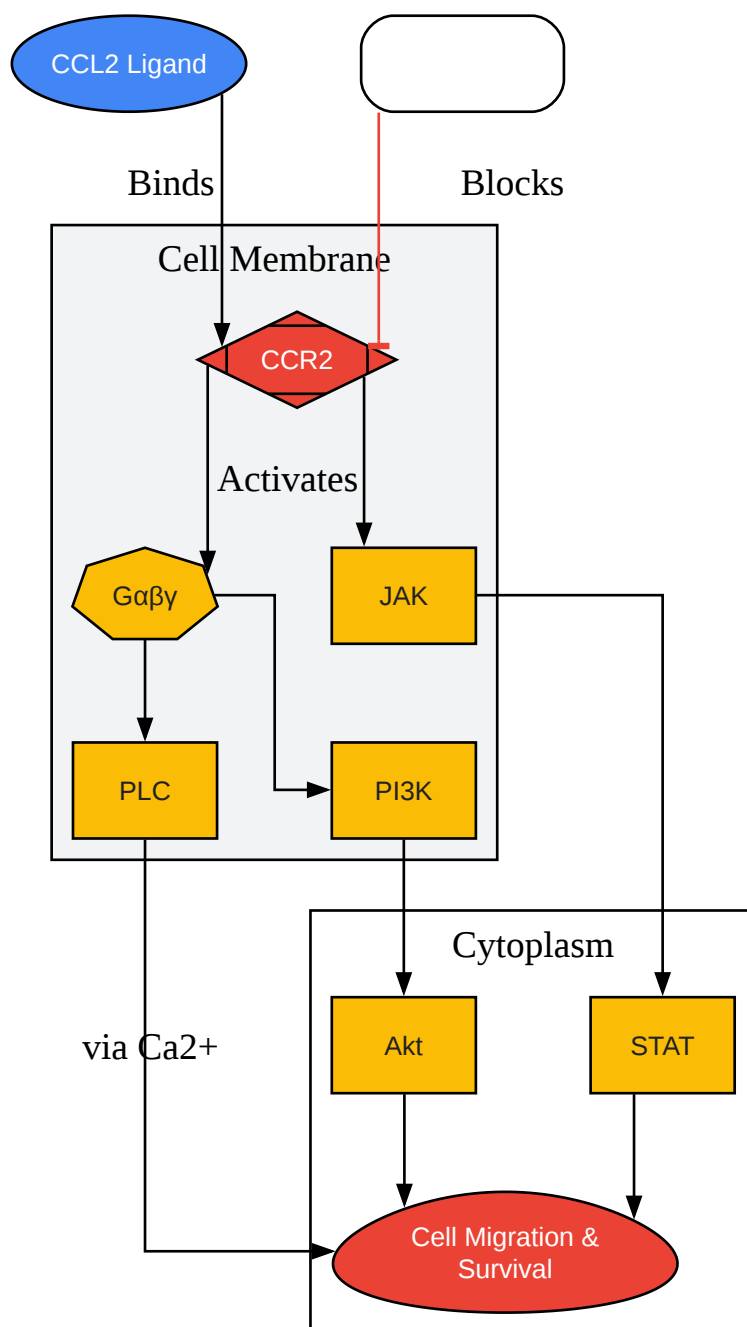 CCL2 Ligand
Binds
Blocks
Cell Membrane
CCR2
Activates
Gαβγ
JAK
PLC
PI3K
Cytoplasm
via Ca2+
Akt
STAT
Cell Migration &
Survival